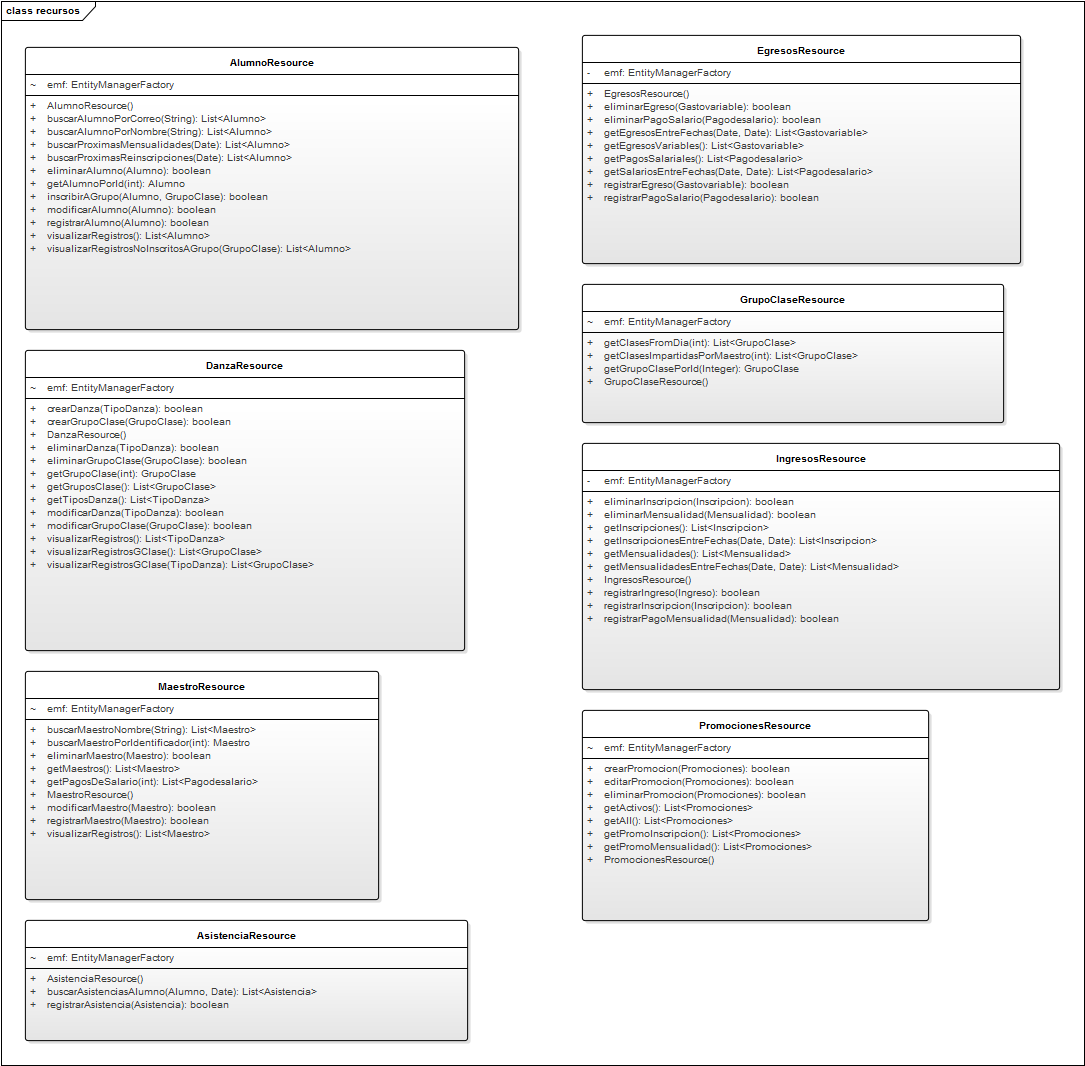 class recursos
AlumnoResource
~ emf: EntityManagerFactory
+ AlumnoResource()
+ buscarAlumnoPorCorreo(String): List<Alumno>
+ buscarAlumnoPorNombre(String): List<Alumno>
+ buscarProximasMensualidades(Date): List<Alumno>
+ buscarProximasReinscripciones(Date): List<Alumno>
+ eliminarAlumno(Alumno): boolean
+ getAlumnoPorId(int): Alumno
+ inscribirAGrupo(Alumno, GrupoClase): boolean
+ modificarAlumno(Alumno): boolean
+ registrarAlumno(Alumno): boolean
+ visualizarRegistros(): List<Alumno>
+ visualizarRegistrosNoInscritosAGrupo(GrupoClase): List<Alumno>
DanzaResource
~ emf: EntityManagerFactory
+ crearDanza(TipoDanza): boolean
+ crearGrupoClase(GrupoClase): boolean
+ DanzaResource()
+ eliminarDanza(TipoDanza): boolean
+ eliminarGrupoClase(GrupoClase): boolean
+ getGrupoClase(int): GrupoClase
+ getGruposClase(): List<GrupoClase>
+ getTiposDanza(): List<TipoDanza>
+ modificarDanza(TipoDanza): boolean
+ modificarGrupoClase(GrupoClase): boolean
+ visualizarRegistros(): List<TipoDanza>
+ visualizarRegistrosGClase(): List<GrupoClase>
+ visualizarRegistrosGClase(TipoDanza): List<GrupoClase>
MaestroResource
~ emf: EntityManagerFactory
+ buscarMaestroNombre(String): List<Maestro>
+ buscarMaestroPorIdentificador(int): Maestro
+ eliminarMaestro(Maestro): boolean
+ getMaestros(): List<Maestro>
+ getPagosDeSalario(int): List<Pagodesalario>
+ MaestroResource()
+ modificarMaestro(Maestro): boolean
+ registrarMaestro(Maestro): boolean
+ visualizarRegistros(): List<Maestro>
AsistenciaResource
~ emf: EntityManagerFactory
+ AsistenciaResource()
+ buscarAsistenciasAlumno(Alumno, Date): List<Asistencia>
+ registrarAsistencia(Asistencia): boolean
EgresosResource
- emf: EntityManagerFactory
+ EgresosResource()
+ eliminarEgreso(Gastovariable): boolean
+ eliminarPagoSalario(Pagodesalario): boolean
+ getEgresosEntreFechas(Date, Date): List<Gastovariable>
+ getEgresosVariables(): List<Gastovariable>
+ getPagosSalariales(): List<Pagodesalario>
+ getSalariosEntreFechas(Date, Date): List<Pagodesalario>
+ registrarEgreso(Gastovariable): boolean
+ registrarPagoSalario(Pagodesalario): boolean
GrupoClaseResource
~ emf: EntityManagerFactory
+ getClasesFromDia(int): List<GrupoClase>
+ getClasesImpartidasPorMaestro(int): List<GrupoClase>
+ getGrupoClasePorId(Integer): GrupoClase
+ GrupoClaseResource()
IngresosResource
- emf: EntityManagerFactory
+ eliminarInscripcion(Inscripcion): boolean
+ eliminarMensualidad(Mensualidad): boolean
+ getInscripciones(): List<Inscripcion>
+ getInscripcionesEntreFechas(Date, Date): List<Inscripcion>
+ getMensualidades(): List<Mensualidad>
+ getMensualidadesEntreFechas(Date, Date): List<Mensualidad>
+ IngresosResource()
+ registrarIngreso(Ingreso): boolean
+ registrarInscripcion(Inscripcion): boolean
+ registrarPagoMensualidad(Mensualidad): boolean
PromocionesResource
~ emf: EntityManagerFactory
+ crearPromocion(Promociones): boolean
+ editarPromocion(Promociones): boolean
+ eliminarPromocion(Promociones): boolean
+ getActivos(): List<Promociones>
+ getAll(): List<Promociones>
+ getPromoInscripcion(): List<Promociones>
+ getPromoMensualidad(): List<Promociones>
+ PromocionesResource()